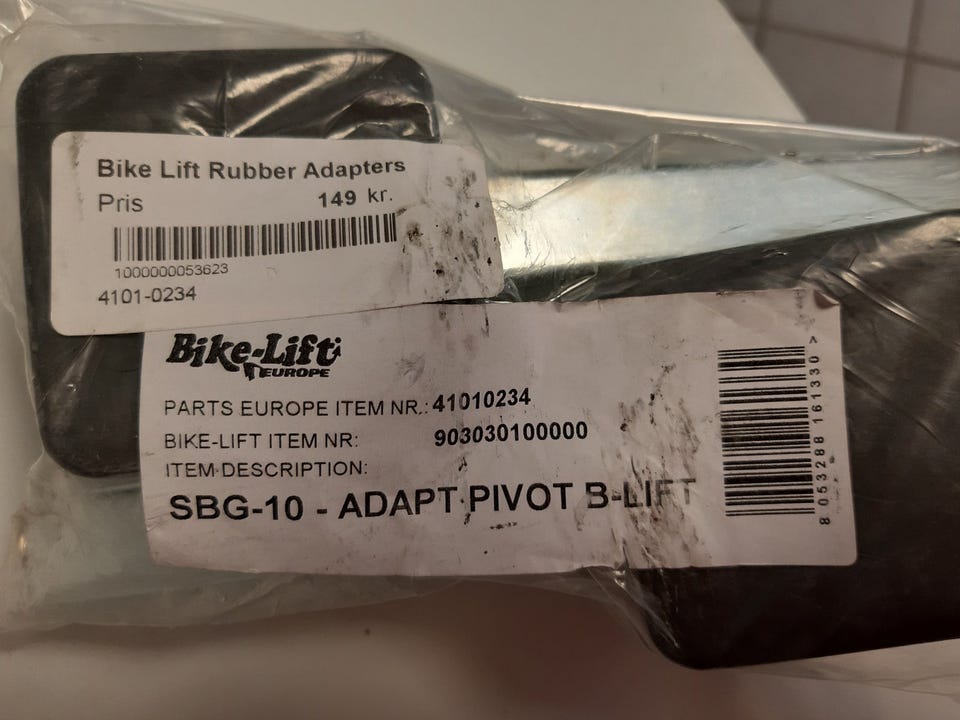 Bike Lift Rubber Adapters
Pris 149 kr.
1000000053623
4101-0234
Bike-Lift
EUROPE
PARTS EUROPE ITEM NR.: 41010234
BIKE-LIFT ITEM NR: 903030100000
ITEM DESCRIPTION:
SBG-10 - ADAPT PIVOT B-LIFT
8 053288 161330 >